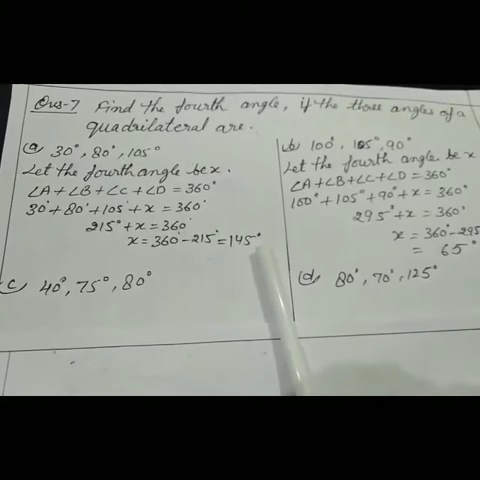 Ques-7 Find the fourth angle, if the three angles of a
quadrilateral are.
(a) 30°, 80°, 105°
Let the fourth angle be x.
∠A+∠B+∠C+∠D = 360°
30°+80°+105°+x = 360°
215°+x = 360°
x = 360°-215° = 145°
(b) 100°, 105°, 90°
Let the fourth angle be x
∠A+∠B+∠C+∠D = 360°
100°+105°+90°+x = 360°
295°+x = 360°
x = 360°-295
= 65°
(c) 40°, 75°, 80°
(d) 80°, 70°, 125°